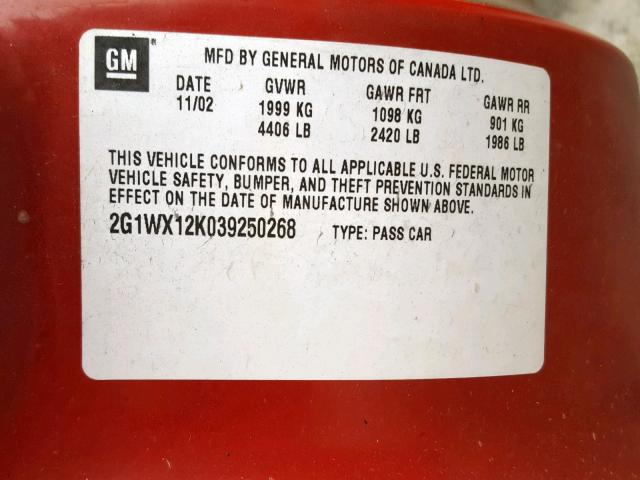 GM
MFD BY GENERAL MOTORS OF CANADA LTD.
DATE GVWR GAWR FRT GAWR RR
11/02 1999 KG 1098 KG 901 KG
4406 LB 2420 LB 1986 LB
THIS VEHICLE CONFORMS TO ALL APPLICABLE U.S. FEDERAL MOTOR
VEHICLE SAFETY, BUMPER, AND THEFT PREVENTION STANDARDS IN
EFFECT ON THE DATE OF MANUFACTURE SHOWN ABOVE.
2G1WX12K039250268 TYPE: PASS CAR